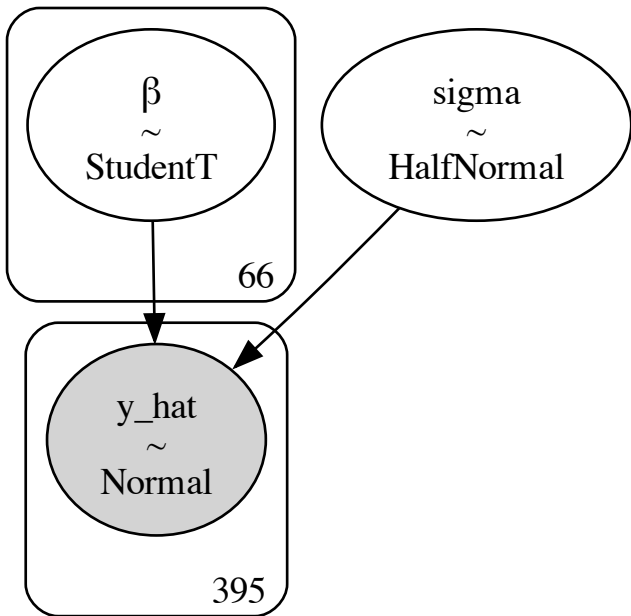 β
~
StudentT
66
sigma
~
HalfNormal
y_hat
~
Normal
395